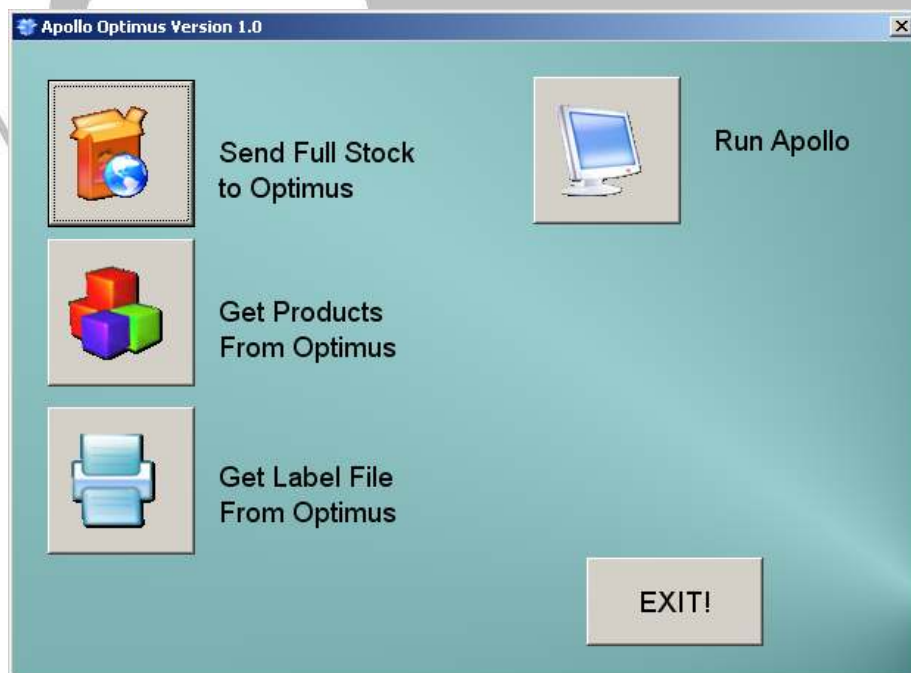 Apollo Optimus Version 1.0
Send Full Stock
to Optimus
Run Apollo
Get Products
From Optimus
Get Label File
From Optimus
EXIT!